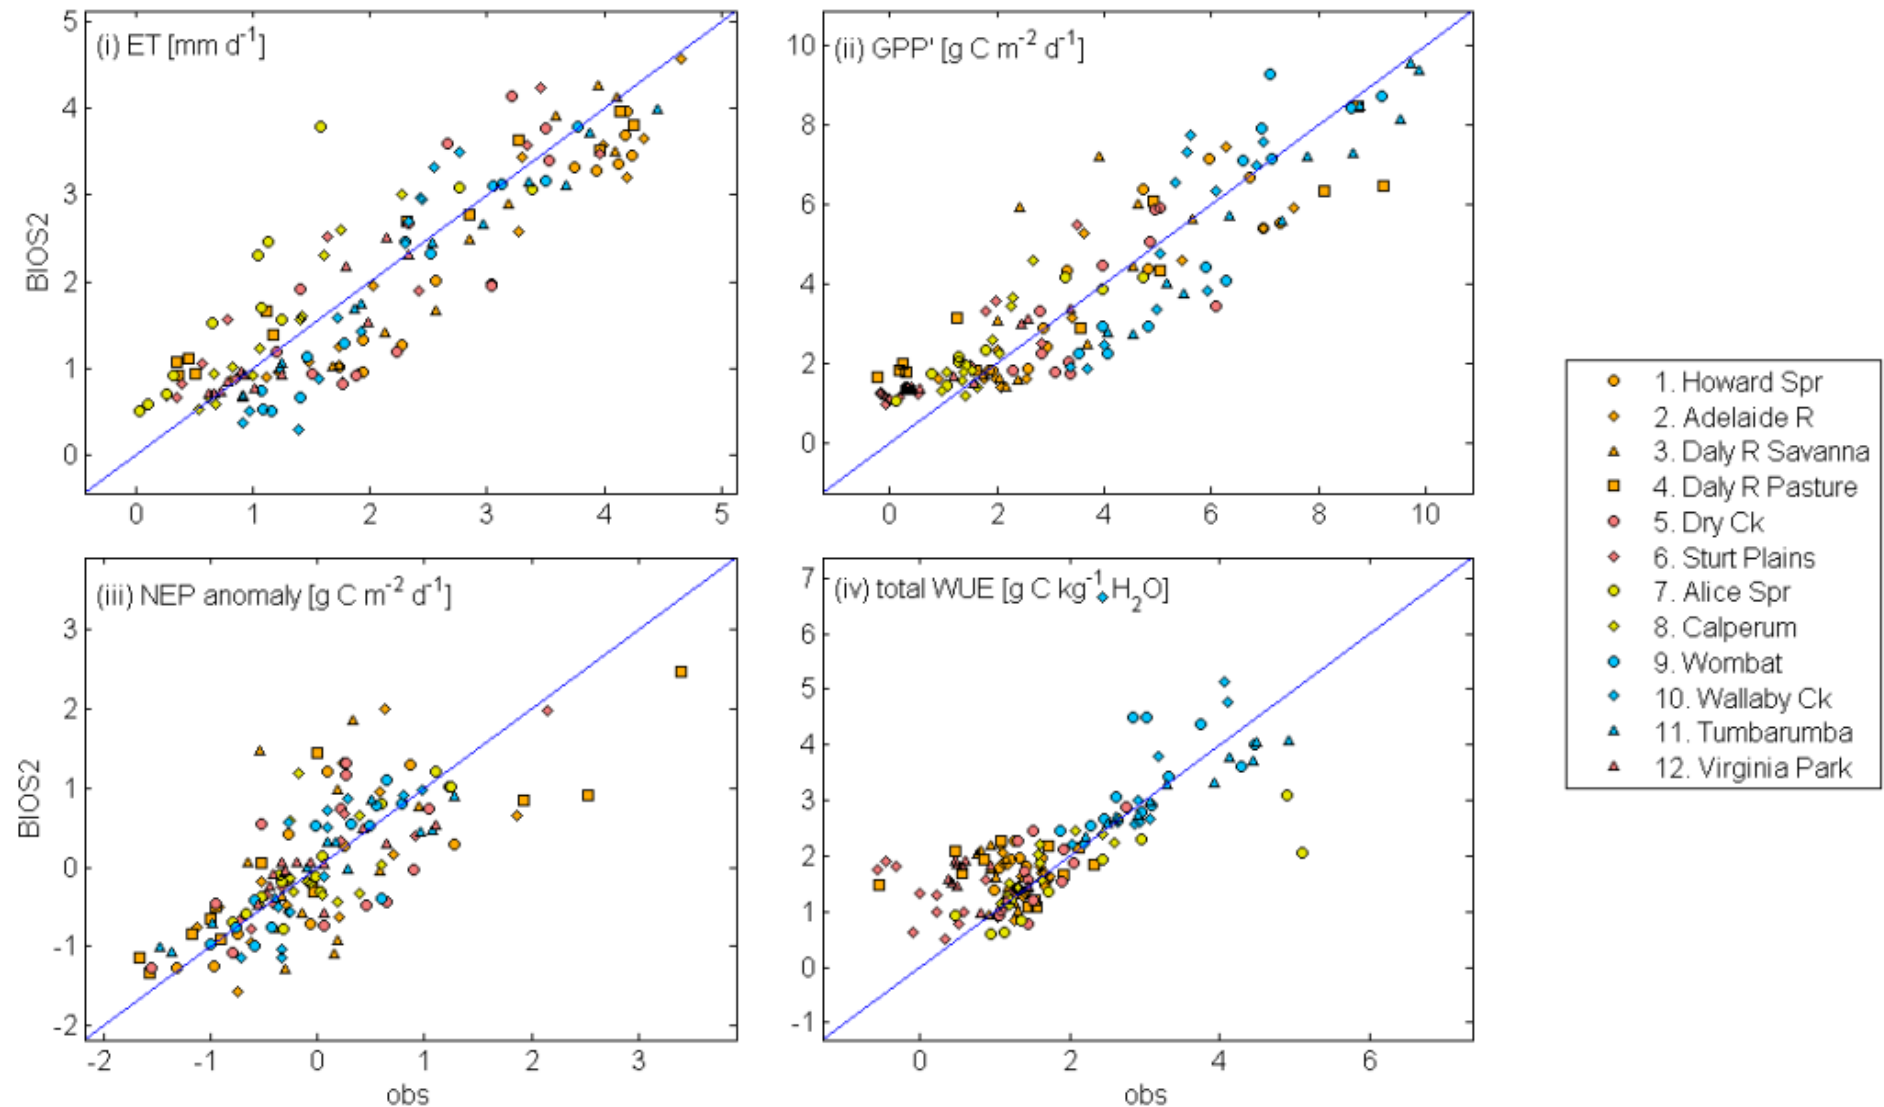 (i) ET [mm d⁻¹]
5
4
3
2
1
0
BIOS2
0 1 2 3 4 5
(ii) GPP' [g C m⁻² d⁻¹]
10
8
6
4
2
0
0 2 4 6 8 10
(iii) NEP anomaly [g C m⁻² d⁻¹]
3
2
1
0
-1
-2
BIOS2
-2 -1 0 1 2 3
obs
(iv) total WUE [g C kg⁻¹ H₂O]
7
6
5
4
3
2
1
0
-1
0 2 4 6
obs
1. Howard Spr
2. Adelaide R
3. Daly R Savanna
4. Daly R Pasture
5. Dry Ck
6. Sturt Plains
7. Alice Spr
8. Calperum
9. Wombat
10. Wallaby Ck
11. Tumbarumba
12. Virginia Park